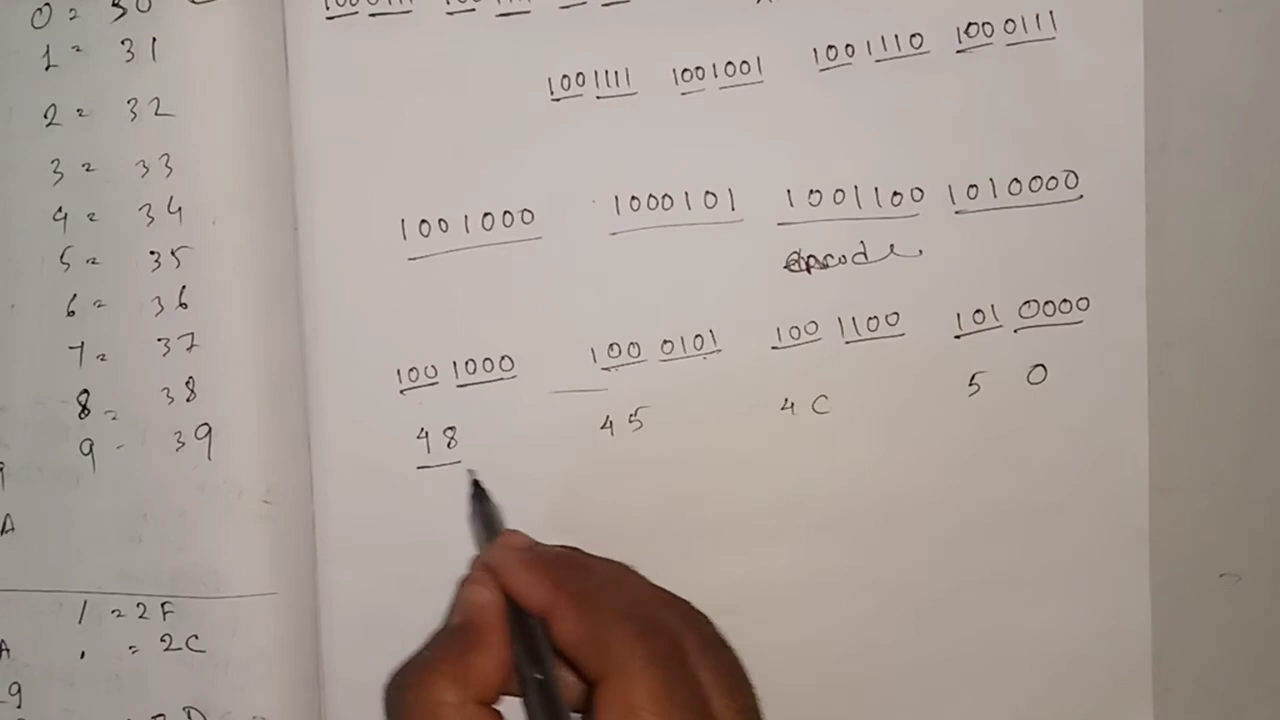 0 = 30
1 = 31
2 = 32
3 = 33
4 = 34
5 = 35
6 = 36
7 = 37
8 = 38
9 - 39
A
/ = 2F
A , = 2C
9
1001111 1001001 1001110 1000111
1001000 1000101 1001100 1010000
100 1000 100 0101 100 1100 101 0000
48 45 4C 5 0